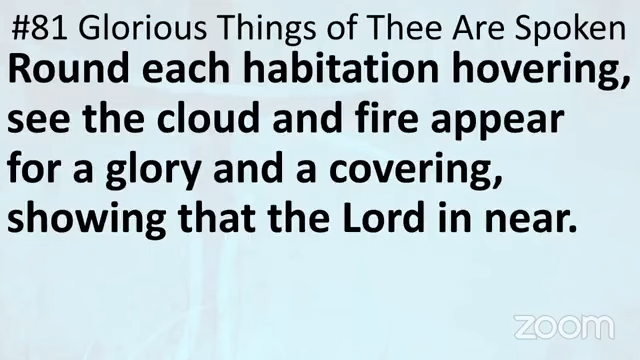 #81 Glorious Things of Thee Are Spoken
Round each habitation hovering,
see the cloud and fire appear
for a glory and a covering,
showing that the Lord in near.
zoom